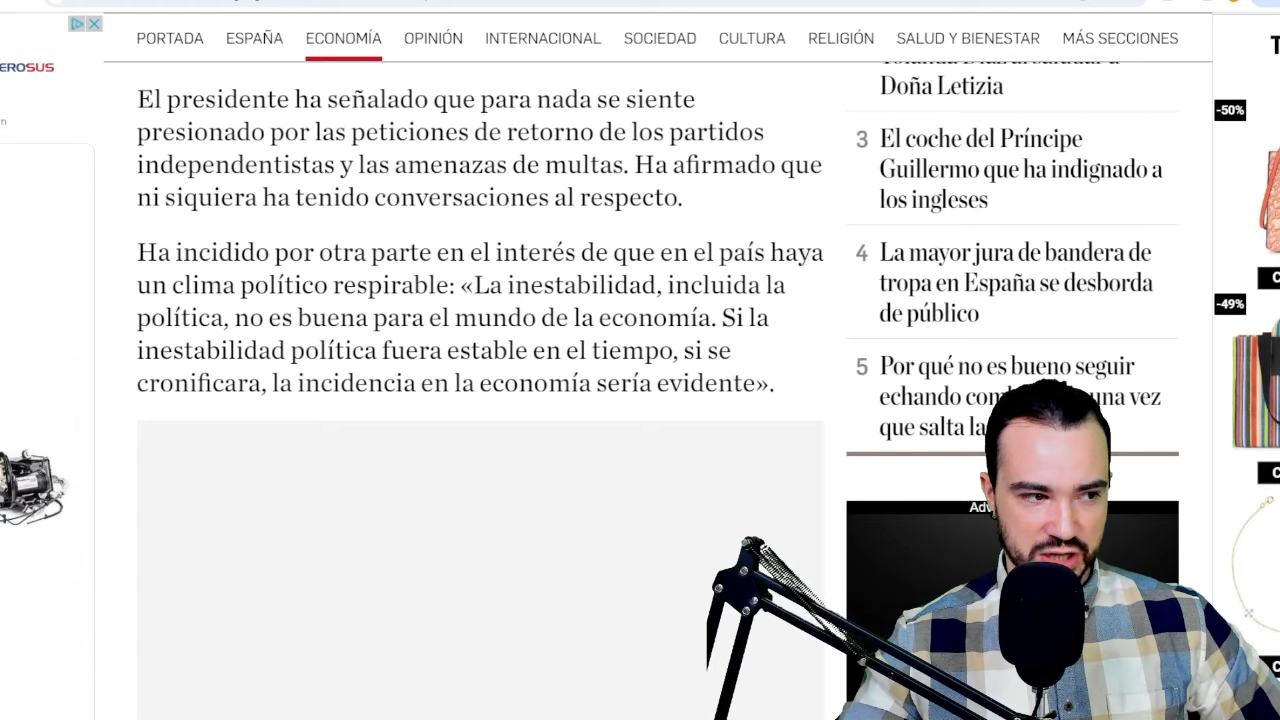 PORTADA ESPAÑA ECONOMÍA OPINIÓN INTERNACIONAL SOCIEDAD CULTURA RELIGIÓN SALUD Y BIENESTAR MÁS SECCIONES
EROSUS
El presidente ha señalado que para nada se siente
presionado por las peticiones de retorno de los partidos
independentistas y las amenazas de multas. Ha afirmado que
ni siquiera ha tenido conversaciones al respecto.
Ha incidido por otra parte en el interés de que en el país haya
un clima político respirable: «La inestabilidad, incluida la
política, no es buena para el mundo de la economía. Si la
inestabilidad política fuera estable en el tiempo, si se
cronificara, la incidencia en la economía sería evidente».
Doña Letizia
3 El coche del Príncipe
Guillermo que ha indignado a
los ingleses
4 La mayor jura de bandera de
tropa en España se desborda
de público
5 Por qué no es bueno seguir
echando una vez
que salta la
-50%
-49%